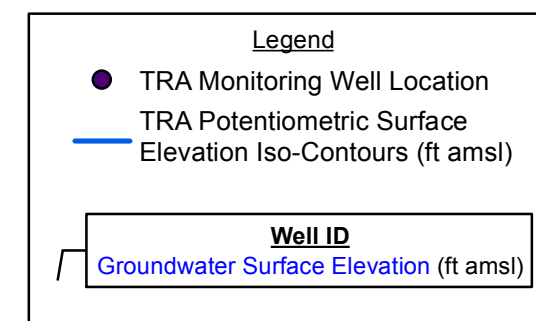 Legend
TRA Monitoring Well Location
TRA Potentiometric Surface
Elevation Iso-Contours (ft amsl)
Well ID
Groundwater Surface Elevation (ft amsl)